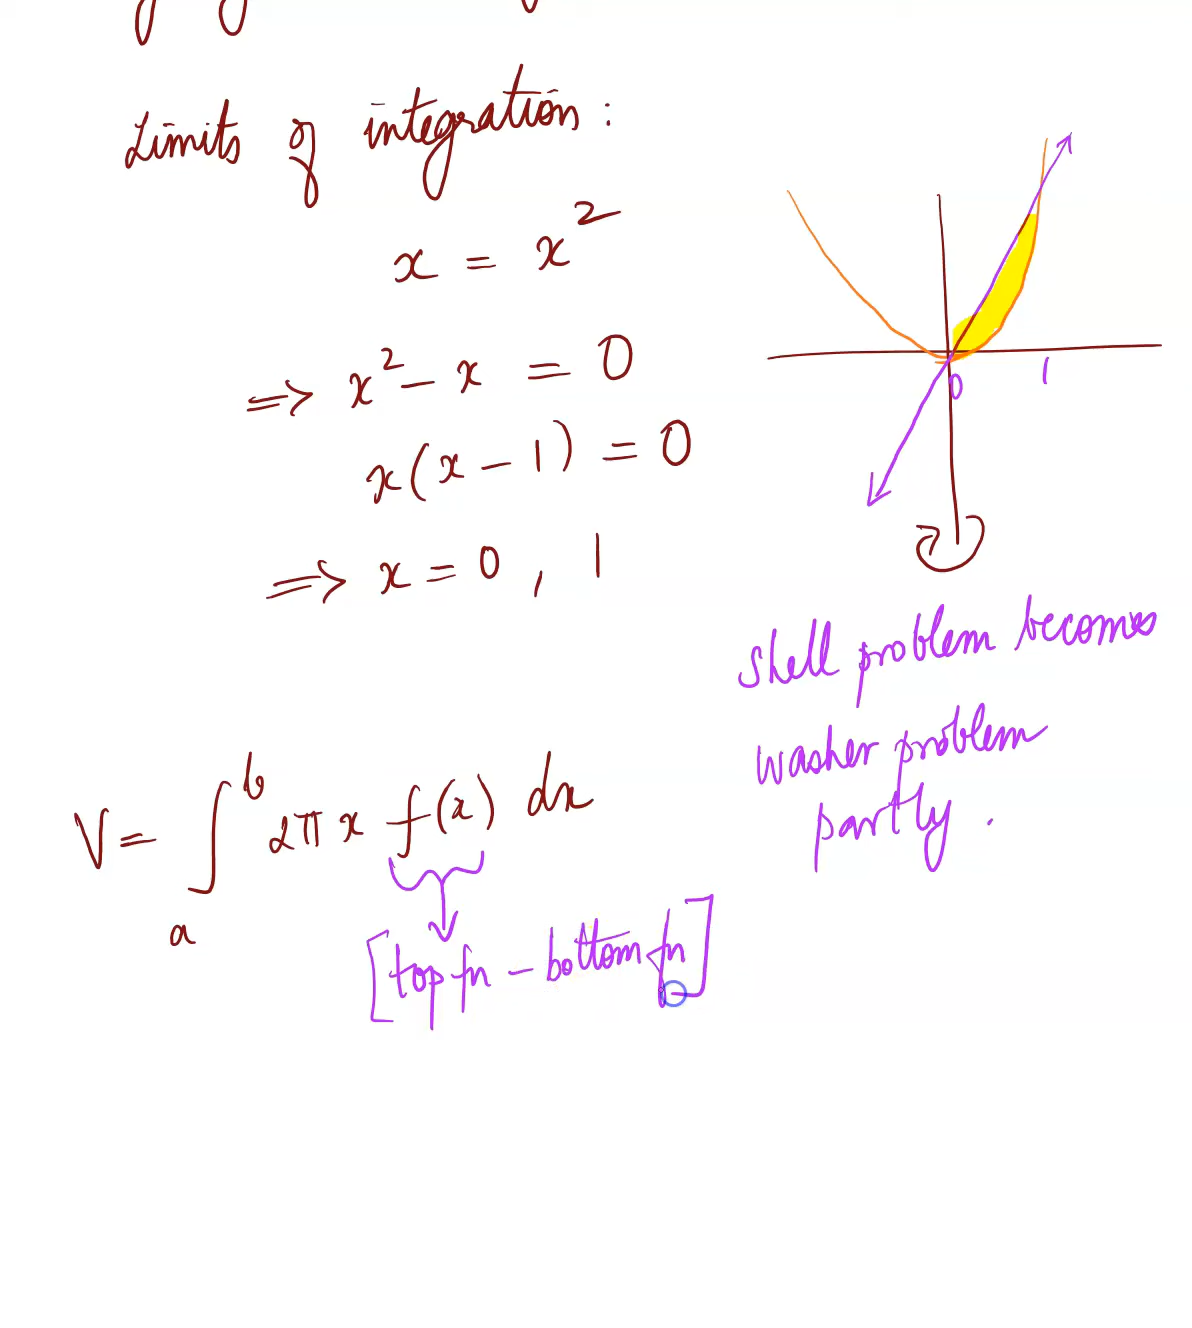 Limits of integration:
x = x²
⇒ x² - x = 0
x(x - 1) = 0
⇒ x = 0, 1
0 1
shell problem becomes
washer problem
partly.
V = ∫ₐᵇ 2πx f(x) dx
[top fn - bottom fn]